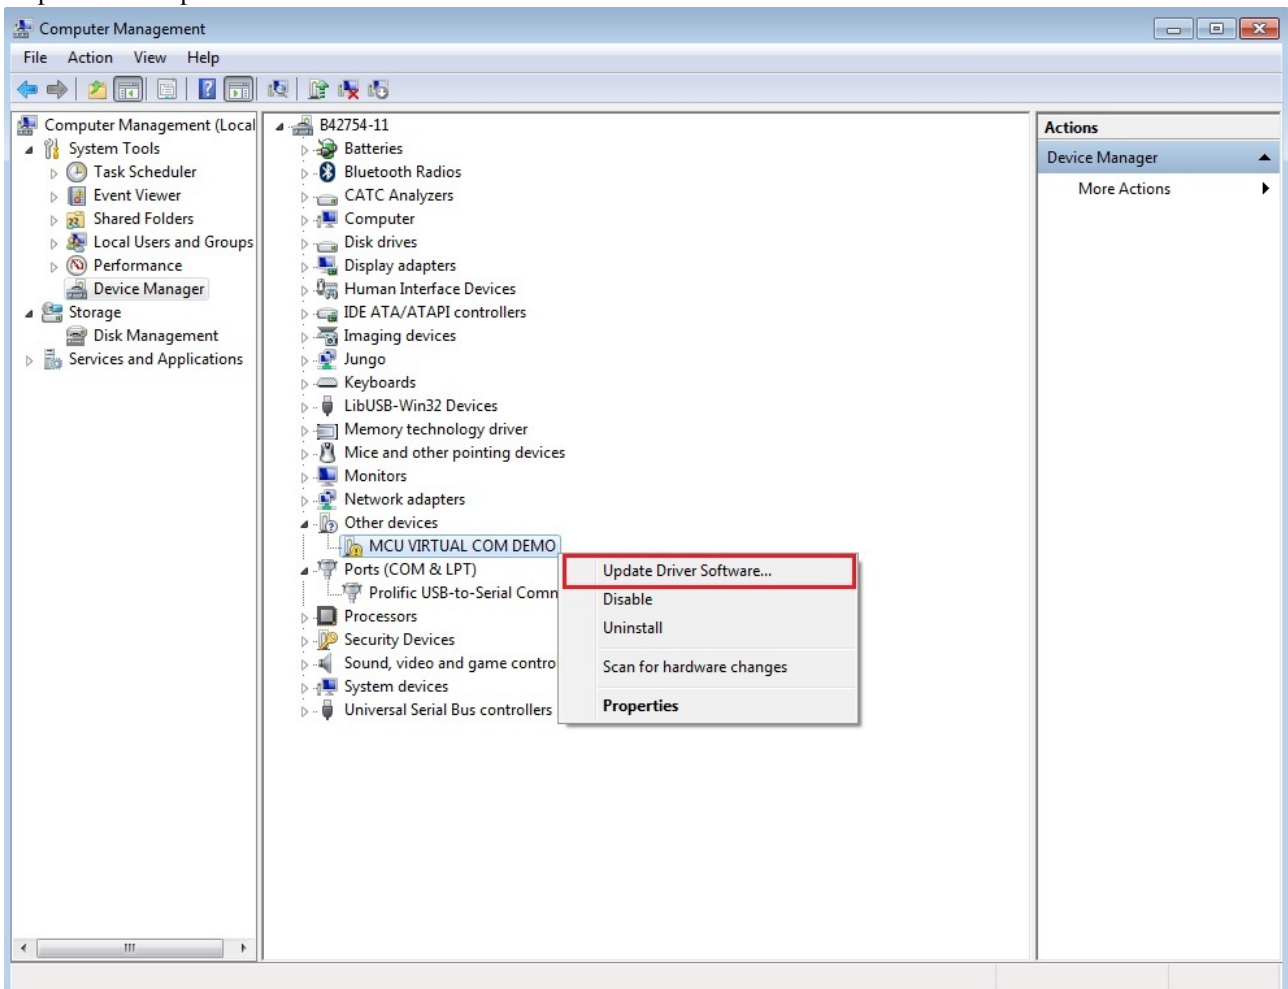 Computer Management
File Action View Help
Computer Management (Local
System Tools
Task Scheduler
Event Viewer
Shared Folders
Local Users and Groups
Performance
Device Manager
Storage
Disk Management
Services and Applications
B42754-11
Batteries
Bluetooth Radios
CATC Analyzers
Computer
Disk drives
Display adapters
Human Interface Devices
IDE ATA/ATAPI controllers
Imaging devices
Jungo
Keyboards
LibUSB-Win32 Devices
Memory technology driver
Mice and other pointing devices
Monitors
Network adapters
Other devices
MCU VIRTUAL COM DEMO
Ports (COM & LPT)
Prolific USB-to-Serial Comn
Processors
Security Devices
Sound, video and game contro
System devices
Universal Serial Bus controllers
Update Driver Software...
Disable
Uninstall
Scan for hardware changes
Properties
Actions
Device Manager
More Actions